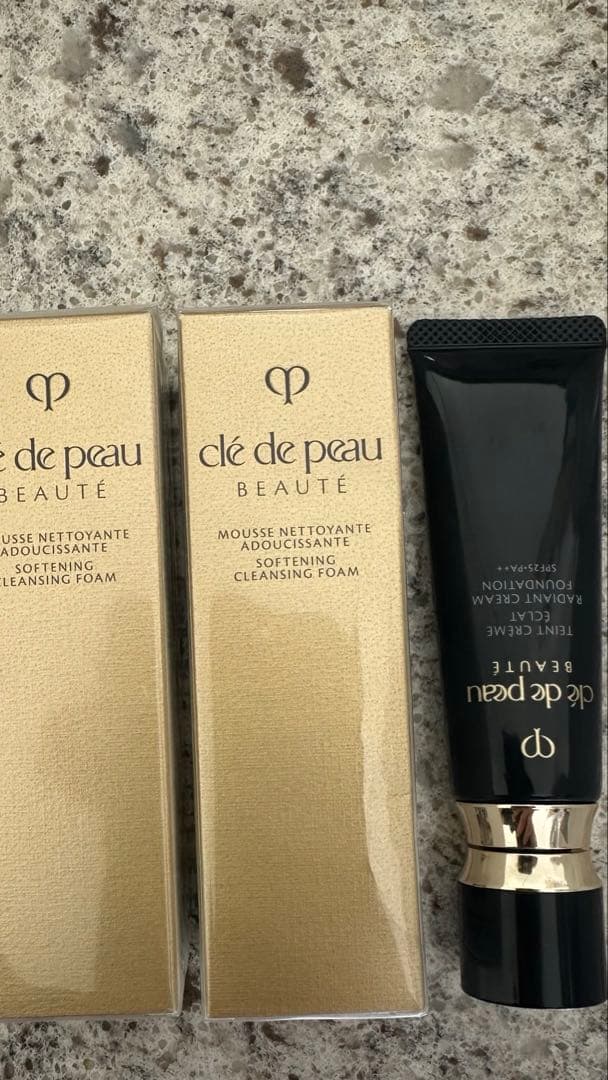 é de peau
BEAUTÉ
USSE NETTOYANTE
ADOUCISSANTE
SOFTENING
CLEANSING FOAM
clé de peau
BEAUTÉ
MOUSSE NETTOYANTE
ADOUCISSANTE
SOFTENING
CLEANSING FOAM
clé de peau
BEAUTÉ
TEINT CRÈME
ÉCLAT
RADIANT CREAM
FOUNDATION
SPF25·PA++